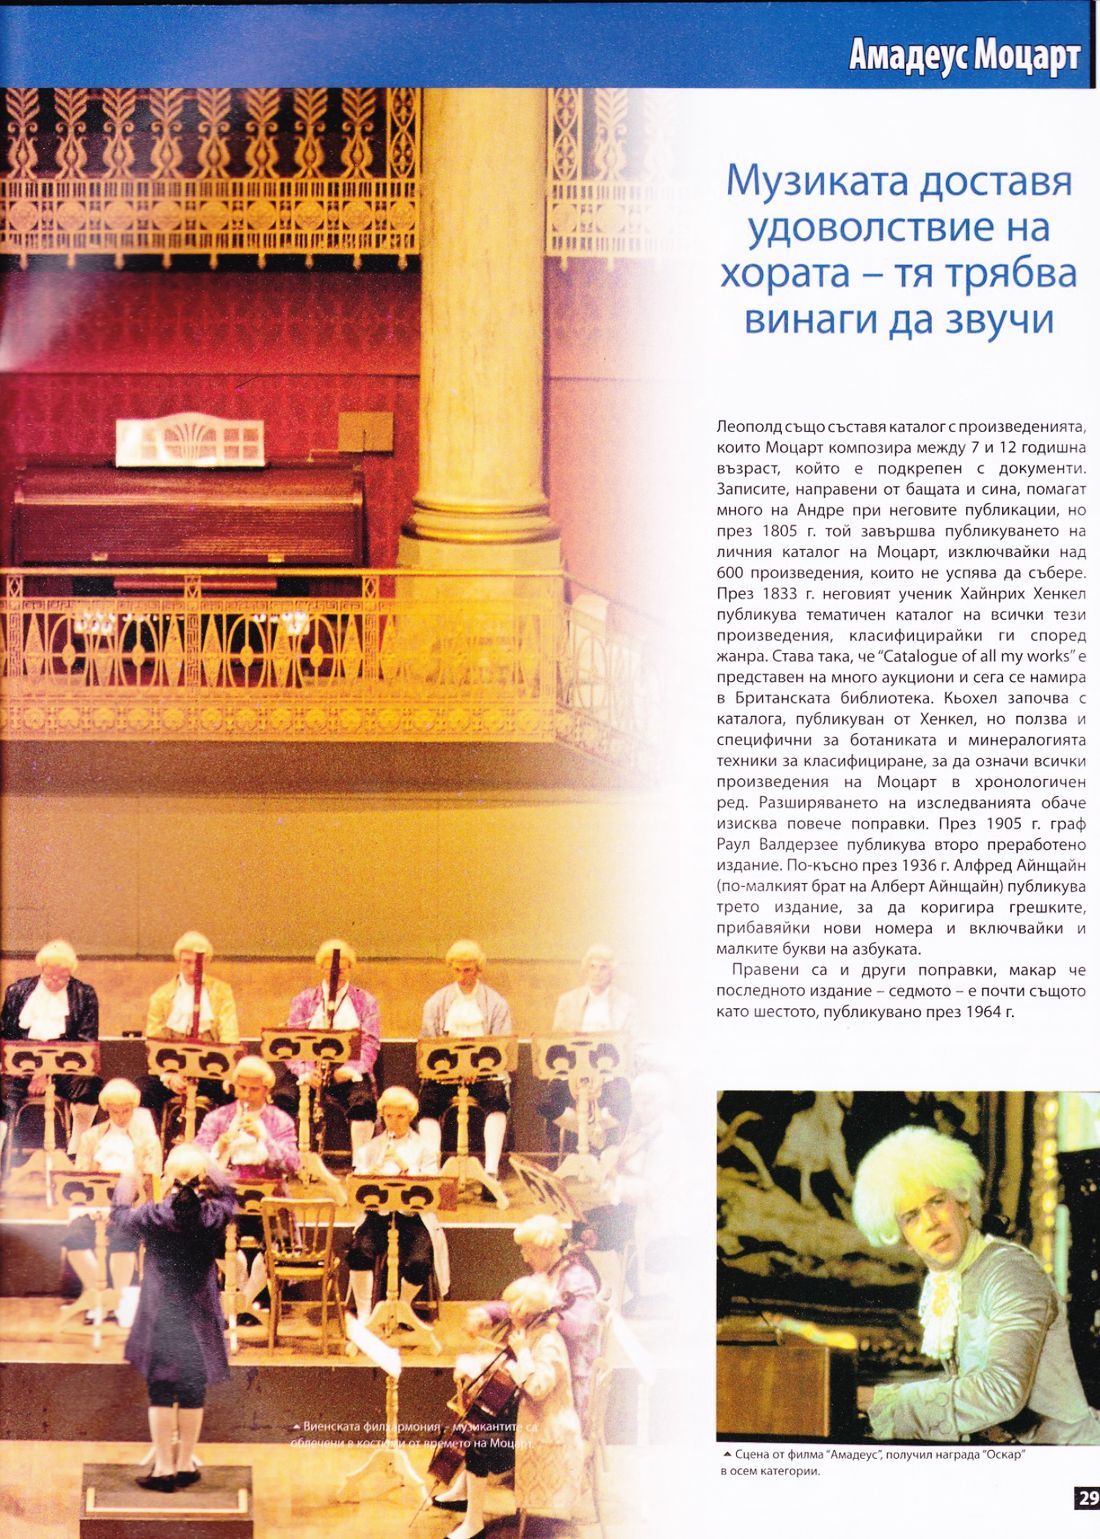 Амадеус Моцарт
Музиката доставя
удоволствие на
хората – тя трябва
винаги да звучи
Леополд също съставя каталог с произведенията,
които Моцарт композира между 7 и 12 годишна
възраст, който е подкрепен с документи.
Записите, направени от бащата и сина, помагат
много на Андре при неговите публикации, но
през 1805 г. той завършва публикуването на
личния каталог на Моцарт, изключвайки над
600 произведения, които не успява да събере.
През 1833 г. неговият ученик Хайнрих Хенкел
публикува тематичен каталог на всички тези
произведения, класифицирайки ги според
жанра. Става така, че “Catalogue of all my works” е
представен на много аукциони и сега се намира
в Британската библиотека. Кьохел започва с
каталога, публикуван от Хенкел, но ползва и
специфични за ботаниката и минералогията
техники за класифициране, за да означи всички
произведения на Моцарт в хронологичен
ред. Разширяването на изследванията обаче
изисква повече поправки. През 1905 г. граф
Раул Валдерзее публикува второ преработено
издание. По-късно през 1936 г. Алфред Айнщайн
(по-малкият брат на Алберт Айнщайн) публикува
трето издание, за да коригира грешките,
прибавяйки нови номера и включвайки и
малките букви на азбуката.
Правени са и други поправки, макар че
последното издание – седмото – е почти същото
като шестото, публикувано през 1964 г.
Виенската филхармония – музикантите са
облечени в костюми от времето на Моцарт.
Сцена от филма “Амадеус”, получил награда “Оскар”
в осем категории.
29